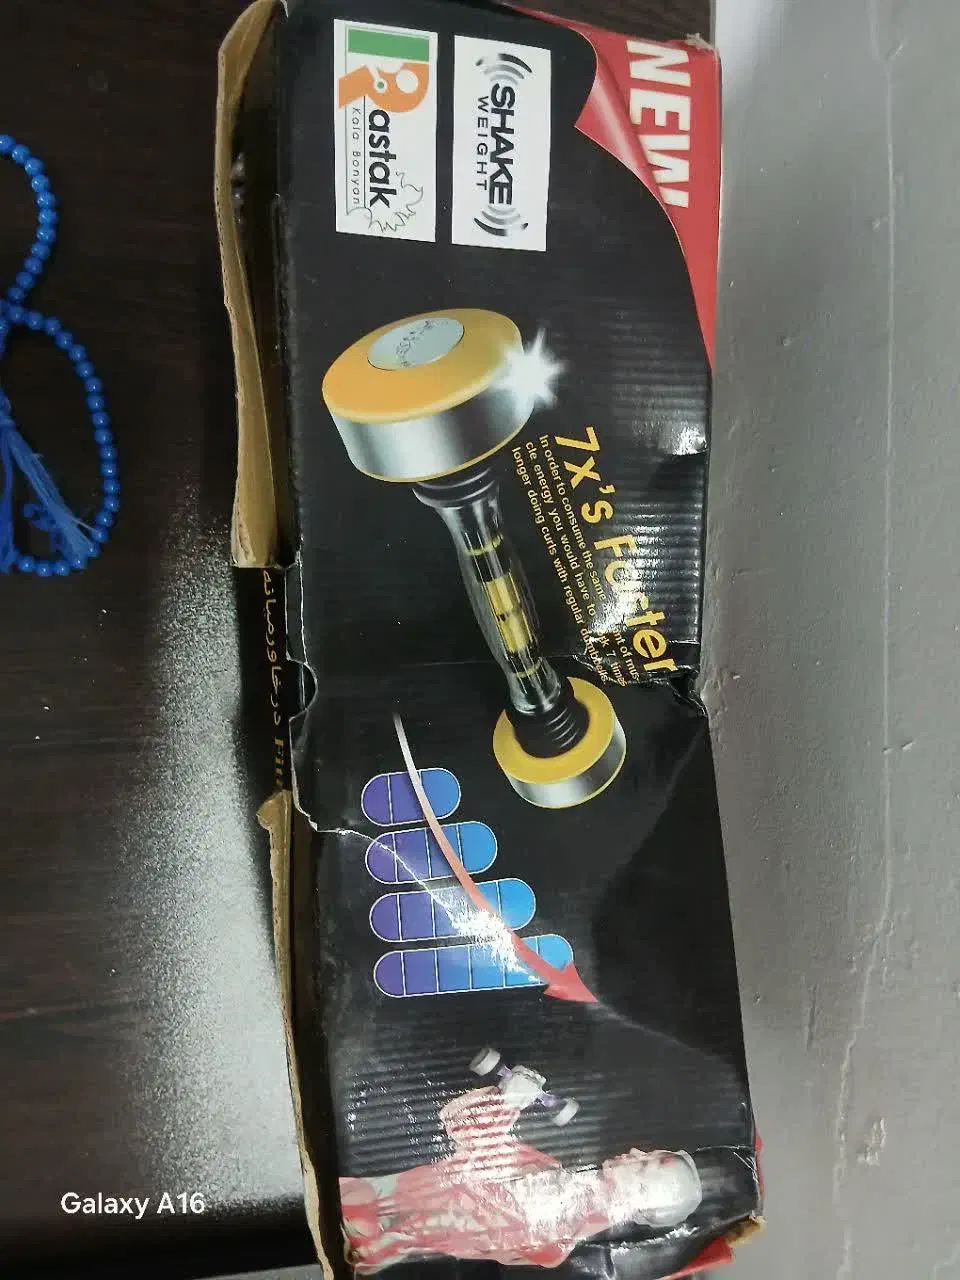 NEW
SHAKE
WEIGHT
Rastak
Kala Bonyan
7x's Faster
In order to consume the same amount of mus-
cle energy you would have to work 7 times
longer doing curls with regular dumbbells.
Galaxy A16